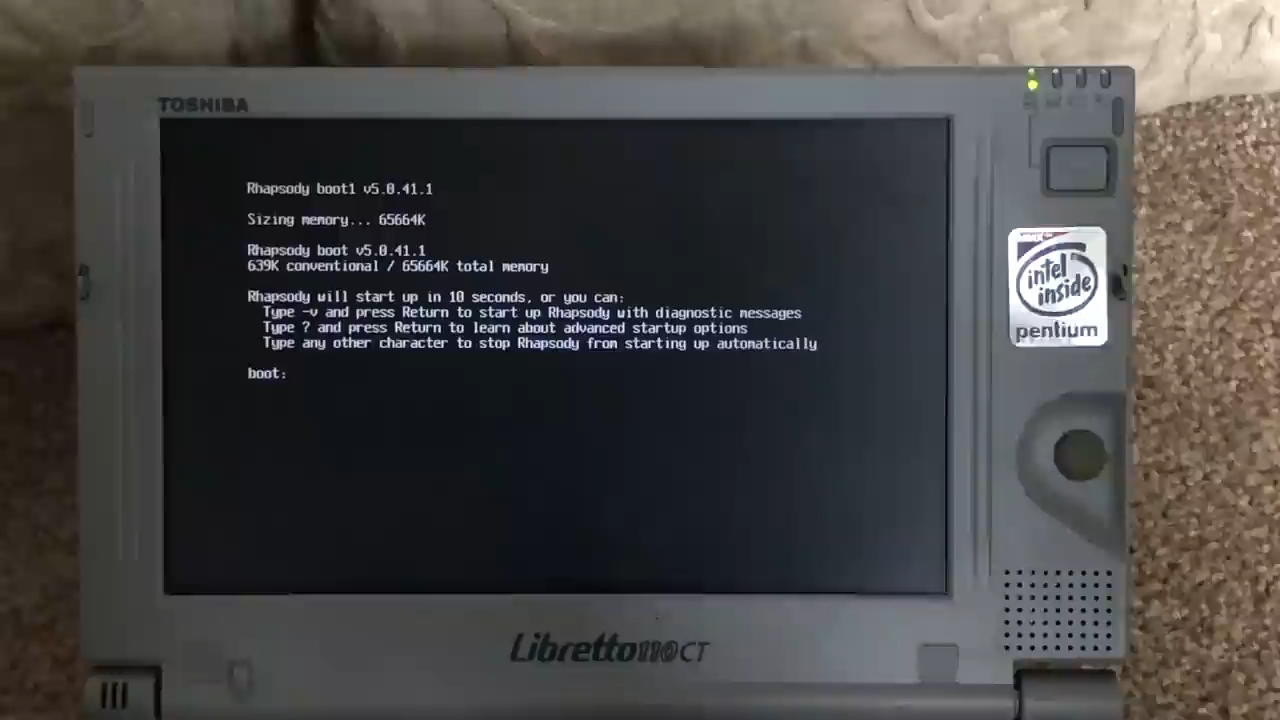 TOSHIBA
Rhapsody boot1 v5.0.41.1
Sizing memory... 65664K
Rhapsody boot v5.0.41.1
639K conventional / 65664K total memory
Rhapsody will start up in 10 seconds, or you can:
Type -v and press Return to start up Rhapsody with diagnostic messages
Type ? and press Return to learn about advanced startup options
Type any other character to stop Rhapsody from starting up automatically
boot:
intel
inside
pentium
Libretto110CT